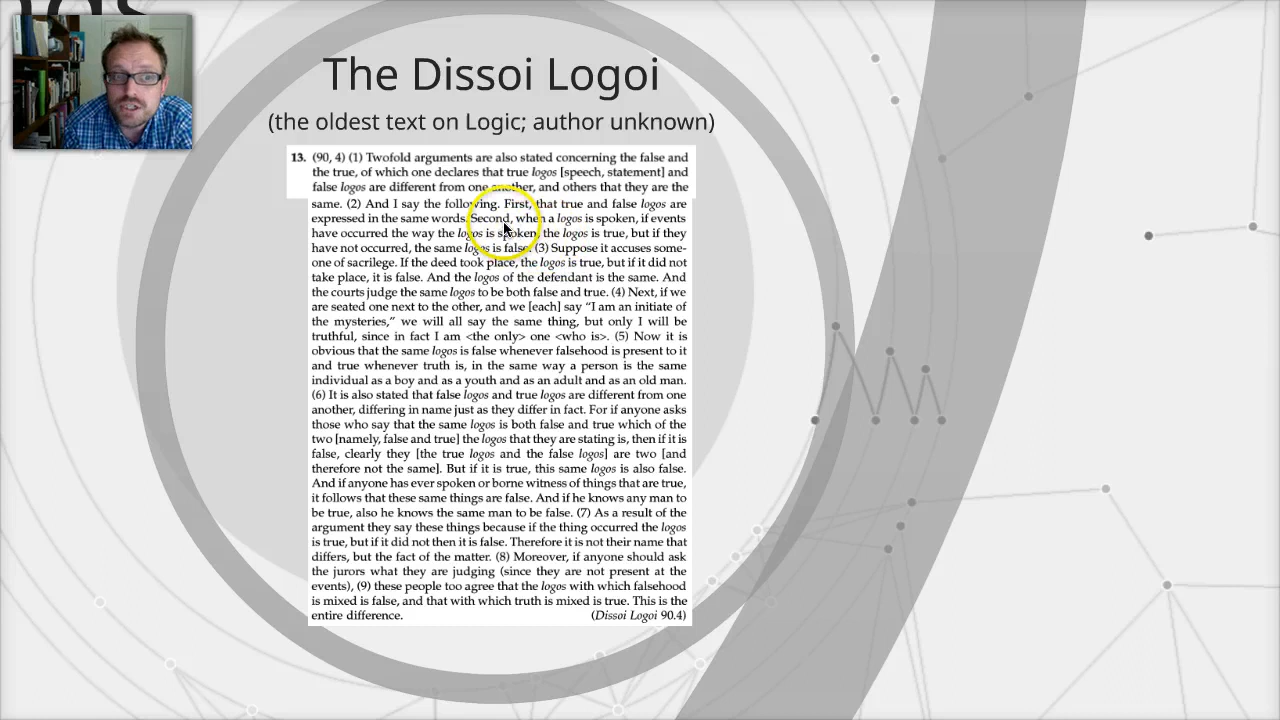 The Dissoi Logoi
(the oldest text on Logic; author unknown)
13. (90, 4) (1) Twofold arguments are also stated concerning the false and
the true, of which one declares that true logos [speech, statement] and
false logos are different from one another, and others that they are the
same. (2) And I say the following. First, that true and false logos are
expressed in the same words. Second, when a logos is spoken, if events
have occurred the way the logos is spoken, the logos is true, but if they
have not occurred, the same logos is false. (3) Suppose it accuses some-
one of sacrilege. If the deed took place, the logos is true, but if it did not
take place, it is false. And the logos of the defendant is the same. And
the courts judge the same logos to be both false and true. (4) Next, if we
are seated one next to the other, and we [each] say “I am an initiate of
the mysteries,” we will all say the same thing, but only I will be
truthful, since in fact I am <the only> one <who is>. (5) Now it is
obvious that the same logos is false whenever falsehood is present to it
and true whenever truth is, in the same way a person is the same
individual as a boy and as a youth and as an adult and as an old man.
(6) It is also stated that false logos and true logos are different from one
another, differing in name just as they differ in fact. For if anyone asks
those who say that the same logos is both false and true which of the
two [namely, false and true] the logos that they are stating is, then if it is
false, clearly they [the true logos and the false logos] are two [and
therefore not the same]. But if it is true, this same logos is also false.
And if anyone has ever spoken or borne witness of things that are true,
it follows that these same things are false. And if he knows any man to
be true, also he knows the same man to be false. (7) As a result of the
argument they say these things because if the thing occurred the logos
is true, but if it did not then it is false. Therefore it is not their name that
differs, but the fact of the matter. (8) Moreover, if anyone should ask
the jurors what they are judging (since they are not present at the
events), (9) these people too agree that the logos with which falsehood
is mixed is false, and that with which truth is mixed is true. This is the
entire difference. (Dissoi Logoi 90.4)